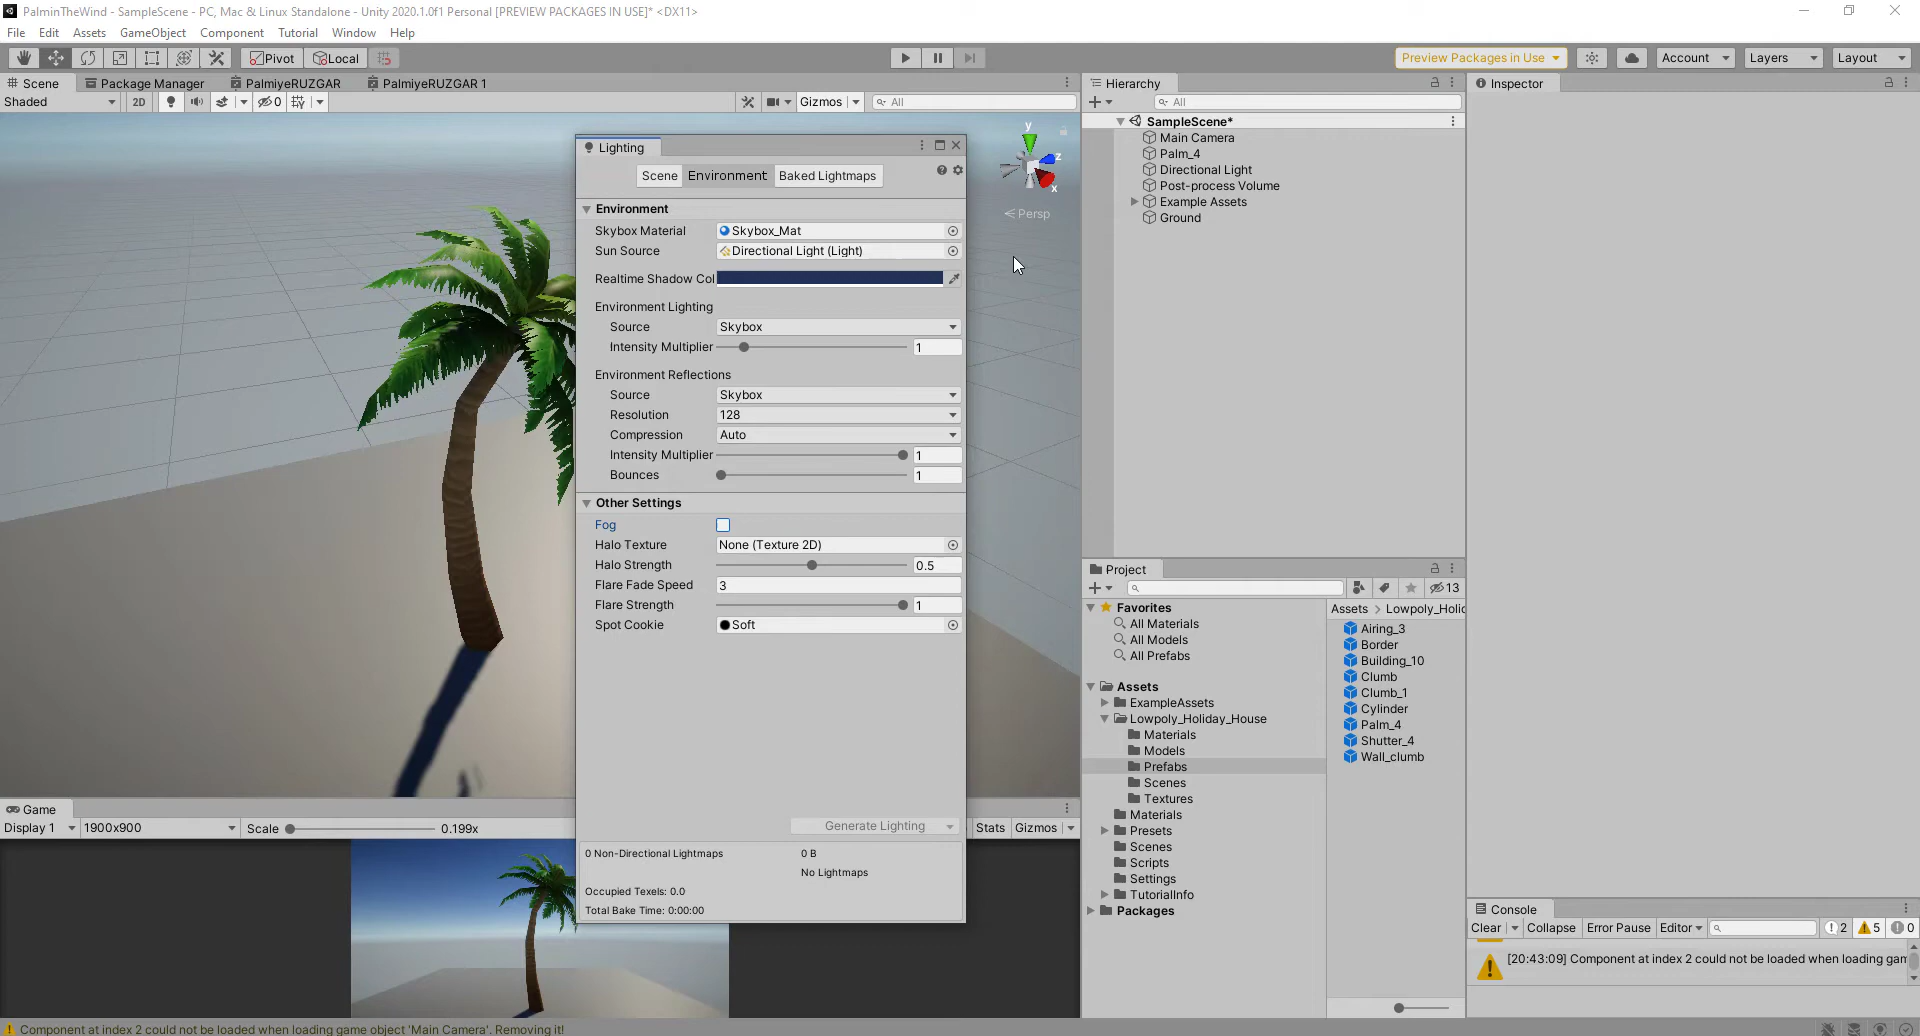 PalminTheWind - SampleScene - PC, Mac & Linux Standalone - Unity 2020.1.0f1 Personal [PREVIEW PACKAGES IN USE]* <DX11>
File Edit Assets GameObject Component Tutorial Window Help
Pivot Local Preview Packages in Use Account Layers Layout
Scene Package Manager PalmiyeRUZGAR PalmiyeRUZGAR 1
Shaded 2D 0 Gizmos All
y
z
x
Persp
Lighting
Scene Environment Baked Lightmaps
Environment
Skybox Material Skybox_Mat
Sun Source Directional Light (Light)
Realtime Shadow Col
Environment Lighting
Source Skybox
Intensity Multiplier 1
Environment Reflections
Source Skybox
Resolution 128
Compression Auto
Intensity Multiplier 1
Bounces 1
Other Settings
Fog
Halo Texture None (Texture 2D)
Halo Strength 0.5
Flare Fade Speed 3
Flare Strength 1
Spot Cookie Soft
Generate Lighting
0 Non-Directional Lightmaps 0 B
No Lightmaps
Occupied Texels: 0.0
Total Bake Time: 0:00:00
Game
Display 1 1900x900 Scale 0.199x Stats Gizmos
Hierarchy
All
SampleScene*
Main Camera
Palm_4
Directional Light
Post-process Volume
Example Assets
Ground
Project
13
Favorites
All Materials
All Models
All Prefabs
Assets
ExampleAssets
Lowpoly_Holiday_House
Materials
Models
Prefabs
Scenes
Textures
Materials
Presets
Scenes
Scripts
Settings
TutorialInfo
Packages
Assets > Lowpoly_Holid
Airing_3
Border
Building_10
Clumb
Clumb_1
Cylinder
Palm_4
Shutter_4
Wall_clumb
Inspector
Console
Clear Collapse Error Pause Editor 2 5 0
[20:43:09] Component at index 2 could not be loaded when loading gam
Component at index 2 could not be loaded when loading game object 'Main Camera'. Removing it!